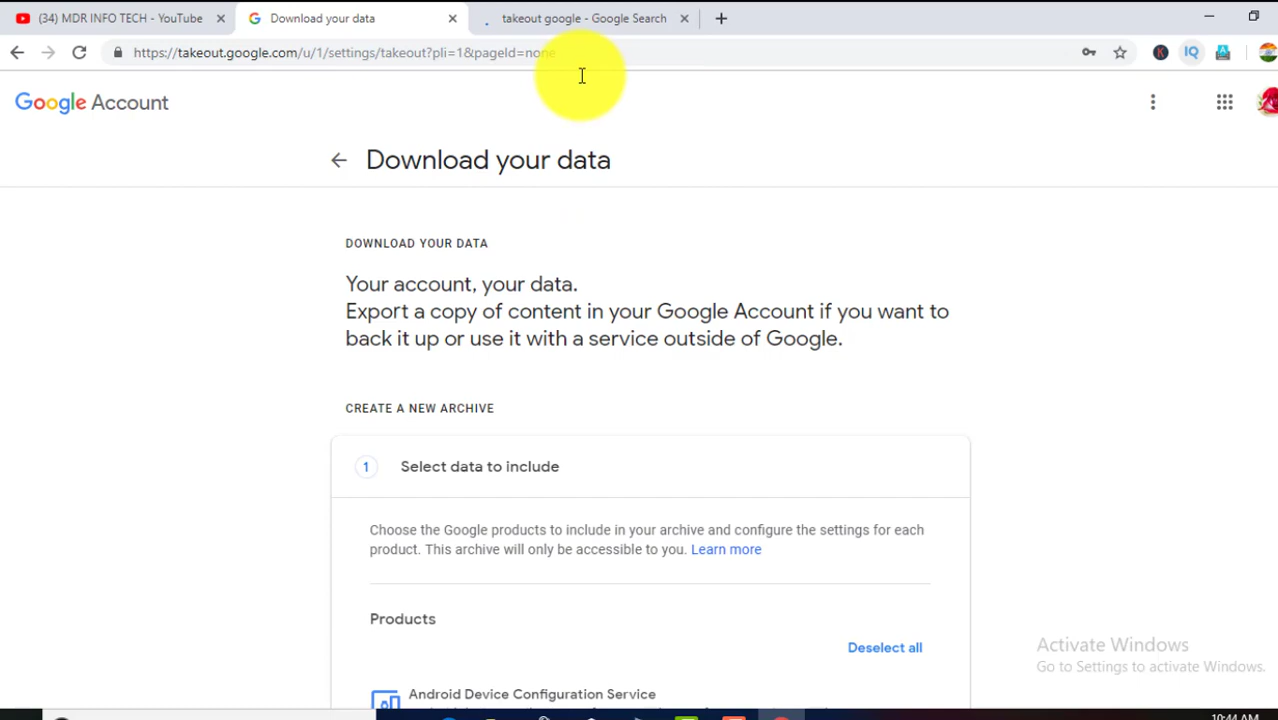 (34) MDR INFO TECH - YouTube
Download your data
takeout google - Google Search
https://takeout.google.com/u/1/settings/takeout?pli=1&pageId=none
K
IQ
Google Account
Download your data
DOWNLOAD YOUR DATA
Your account, your data.
Export a copy of content in your Google Account if you want to
back it up or use it with a service outside of Google.
CREATE A NEW ARCHIVE
1 Select data to include
Choose the Google products to include in your archive and configure the settings for each
product. This archive will only be accessible to you. Learn more
Products
Deselect all
Android Device Configuration Service
Activate Windows
Go to Settings to activate Windows.
10:44 AM